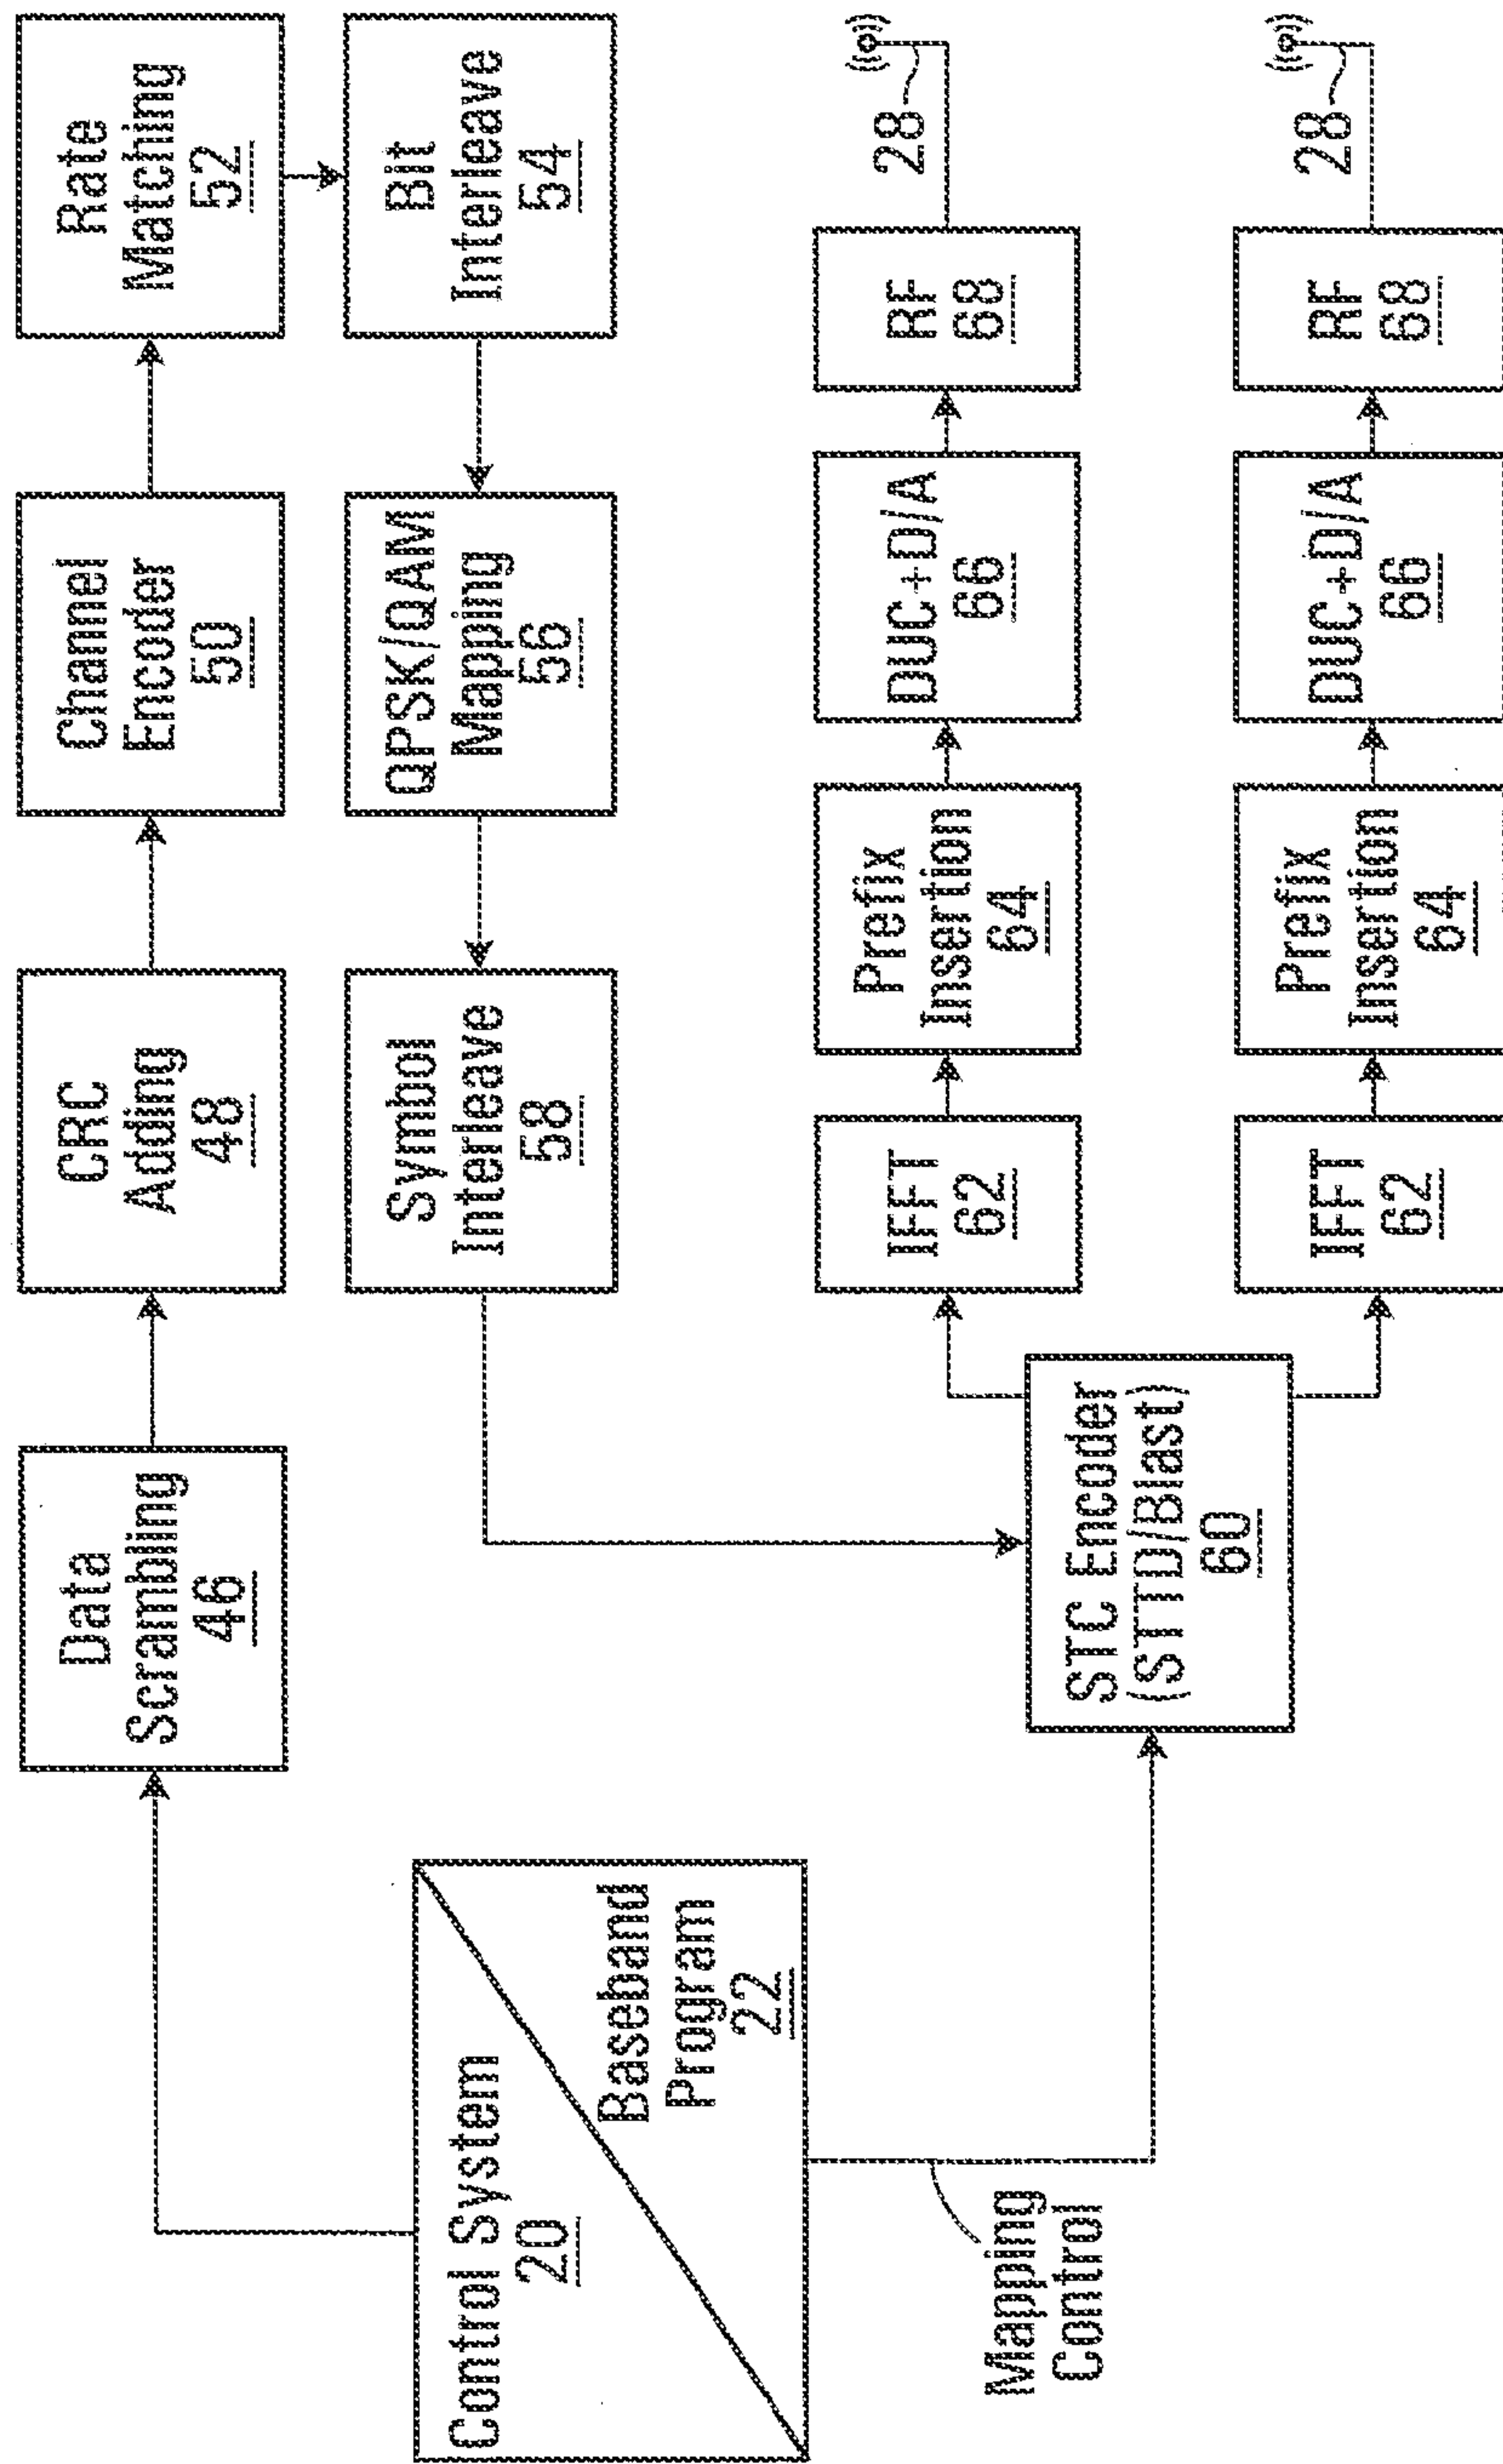 Data
Scrambling
46
CRC
Adding
48
Channel
Encoder
50
Rate
Matching
52
Control System
20
Baseband
Program
22
Symbol
Interleave
58
QPSK/QAM
Mapping
56
Bit
Interleave
54
Mapping
Control
STC Encoder
(STTD/Blast)
60
IFFT
62
Prefix
Insertion
64
DUC+D/A
66
RF
68
28
IFFT
62
Prefix
Insertion
64
DUC+D/A
66
RF
68
28